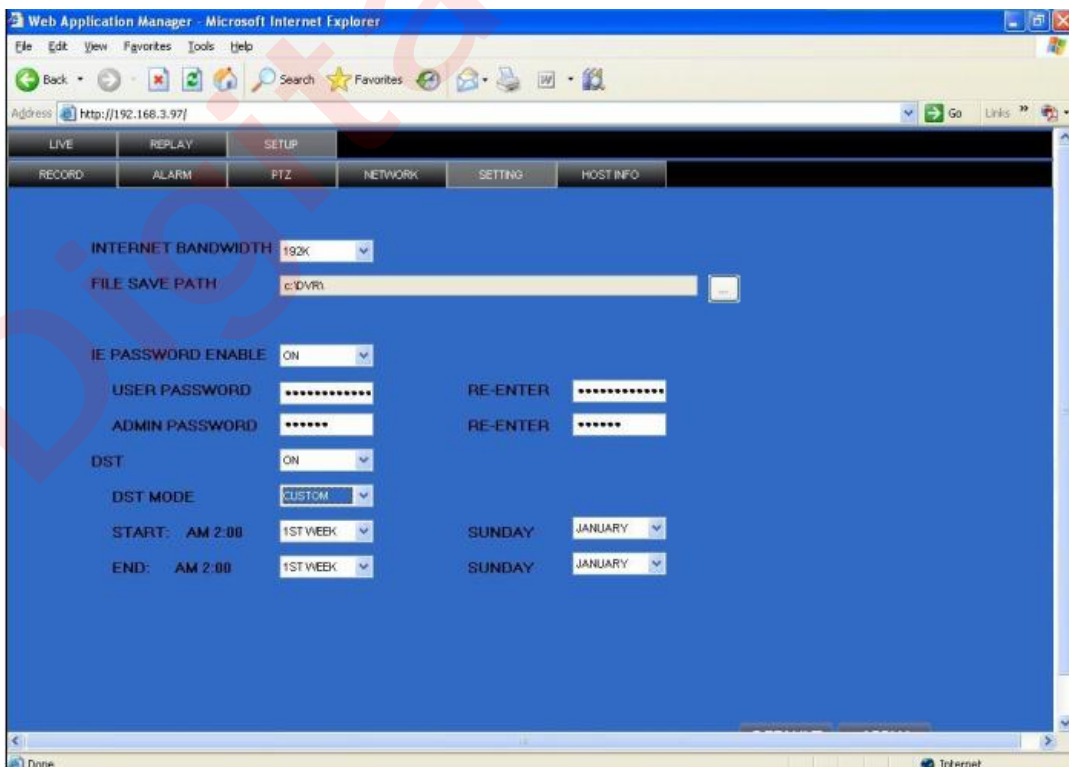 Web Application Manager - Microsoft Internet Explorer
File Edit View Favorites Tools Help
Back Search Favorites
Address http://192.168.3.97/ Go Links »
LIVE REPLAY SETUP
RECORD ALARM PTZ NETWORK SETTING HOST INFO
INTERNET BANDWIDTH 192K
FILE SAVE PATH c:\DVR\ ...
IE PASSWORD ENABLE ON
USER PASSWORD •••••••••••• RE-ENTER ••••••••••••
ADMIN PASSWORD •••••• RE-ENTER ••••••
DST ON
DST MODE CUSTOM
START: AM 2:00 1ST WEEK SUNDAY JANUARY
END: AM 2:00 1ST WEEK SUNDAY JANUARY
Done Internet
Digita